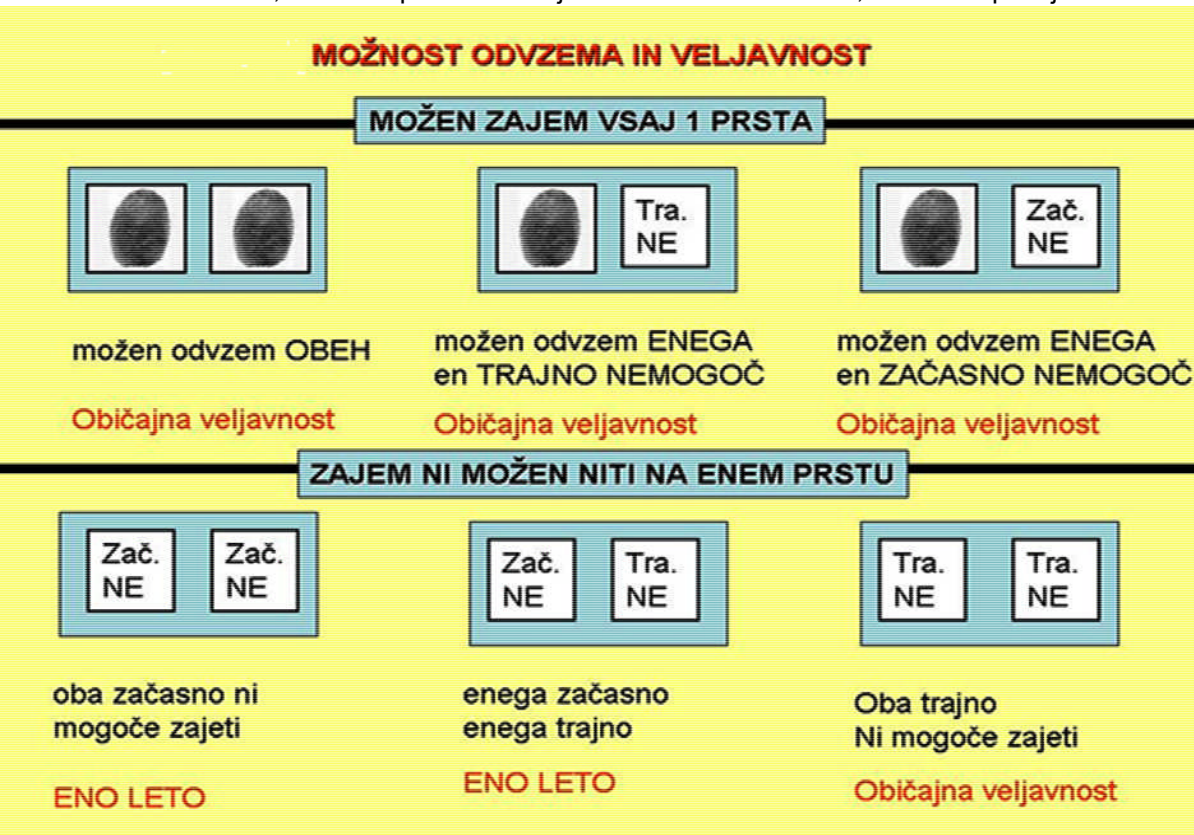 MOŽNOST ODVZEMA IN VELJAVNOST
MOŽEN ZAJEM VSAJ 1 PRSTA
Tra.
NE
Zač.
NE
možen odvzem OBEH
Običajna veljavnost
možen odvzem ENEGA
en TRAJNO NEMOGOČ
Običajna veljavnost
možen odvzem ENEGA
en ZAČASNO NEMOGOČ
Običajna veljavnost
ZAJEM NI MOŽEN NITI NA ENEM PRSTU
Zač.
NE
Zač.
NE
oba začasno ni
mogoče zajeti
ENO LETO
Zač.
NE
Tra.
NE
enega začasno
enega trajno
ENO LETO
Tra.
NE
Tra.
NE
Oba trajno
Ni mogoče zajeti
Običajna veljavnost